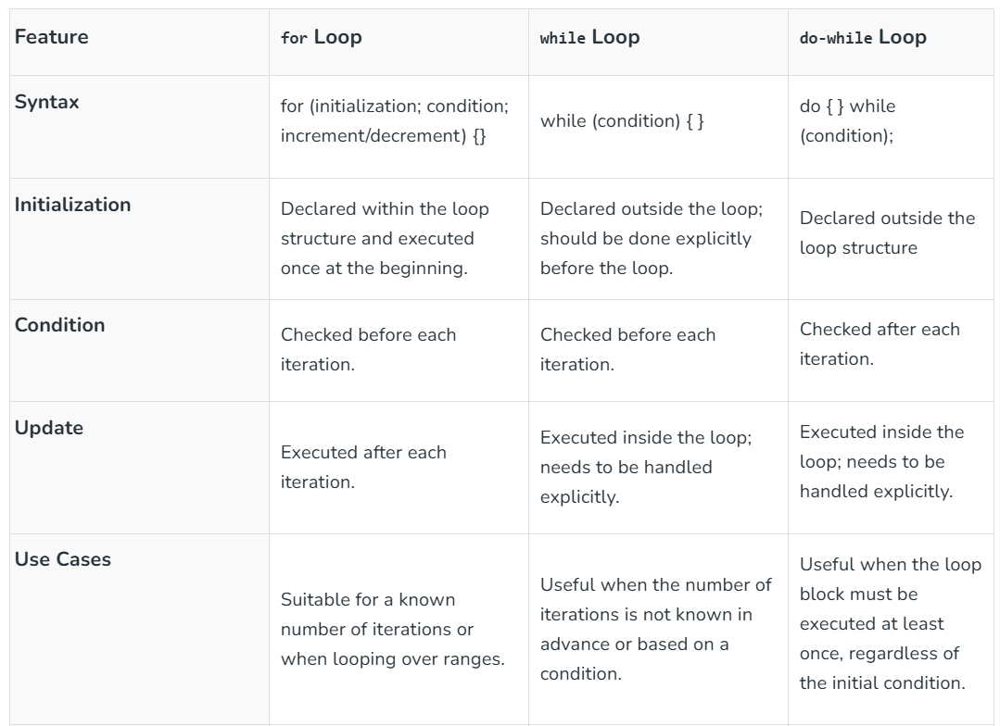 Feature
for Loop
while Loop
do-while Loop
Syntax
for (initialization; condition;
increment/decrement) {}
while (condition) { }
do { } while
(condition);
Initialization
Declared within the loop
structure and executed
once at the beginning.
Declared outside the loop;
should be done explicitly
before the loop.
Declared outside the
loop structure
Condition
Checked before each
iteration.
Checked before each
iteration.
Checked after each
iteration.
Update
Executed after each
iteration.
Executed inside the loop;
needs to be handled
explicitly.
Executed inside the
loop; needs to be
handled explicitly.
Use Cases
Suitable for a known
number of iterations or
when looping over ranges.
Useful when the number of
iterations is not known in
advance or based on a
condition.
Useful when the loop
block must be
executed at least
once, regardless of
the initial condition.